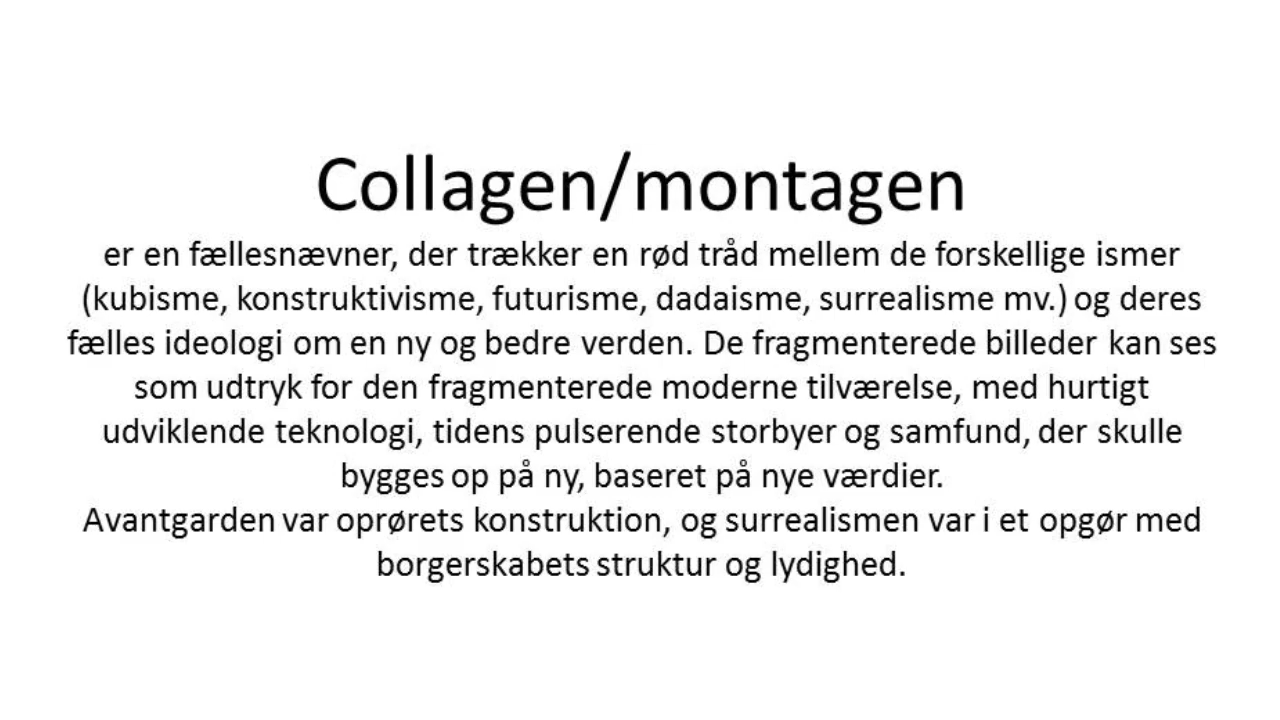 Collagen/montagen
er en fællesnævner, der trækker en rød tråd mellem de forskellige ismer
(kubisme, konstruktivisme, futurisme, dadaisme, surrealisme mv.) og deres
fælles ideologi om en ny og bedre verden. De fragmenterede billeder kan ses
som udtryk for den fragmenterede moderne tilværelse, med hurtigt
udviklende teknologi, tidens pulserende storbyer og samfund, der skulle
bygges op på ny, baseret på nye værdier.
Avantgarden var oprørets konstruktion, og surrealismen var i et opgør med
borgerskabets struktur og lydighed.